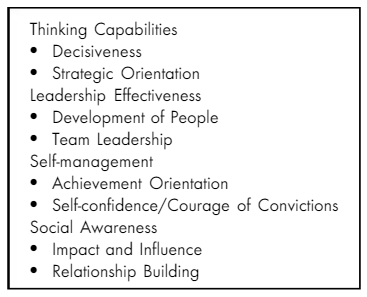 Thinking Capabilities
• Decisiveness
• Strategic Orientation
Leadership Effectiveness
• Development of People
• Team Leadership
Self-management
• Achievement Orientation
• Self-confidence/Courage of Convictions
Social Awareness
• Impact and Influence
• Relationship Building